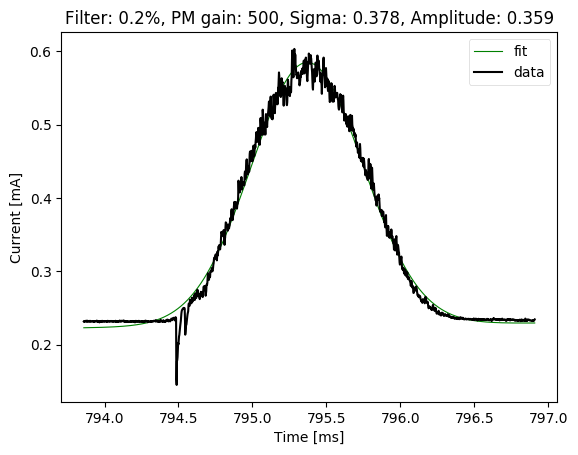 Filter: 0.2%, PM gain: 500, Sigma: 0.378, Amplitude: 0.359
fit
data
0.6
0.5
0.4
0.3
0.2
Current [mA]
794.0 794.5 795.0 795.5 796.0 796.5 797.0
Time [ms]